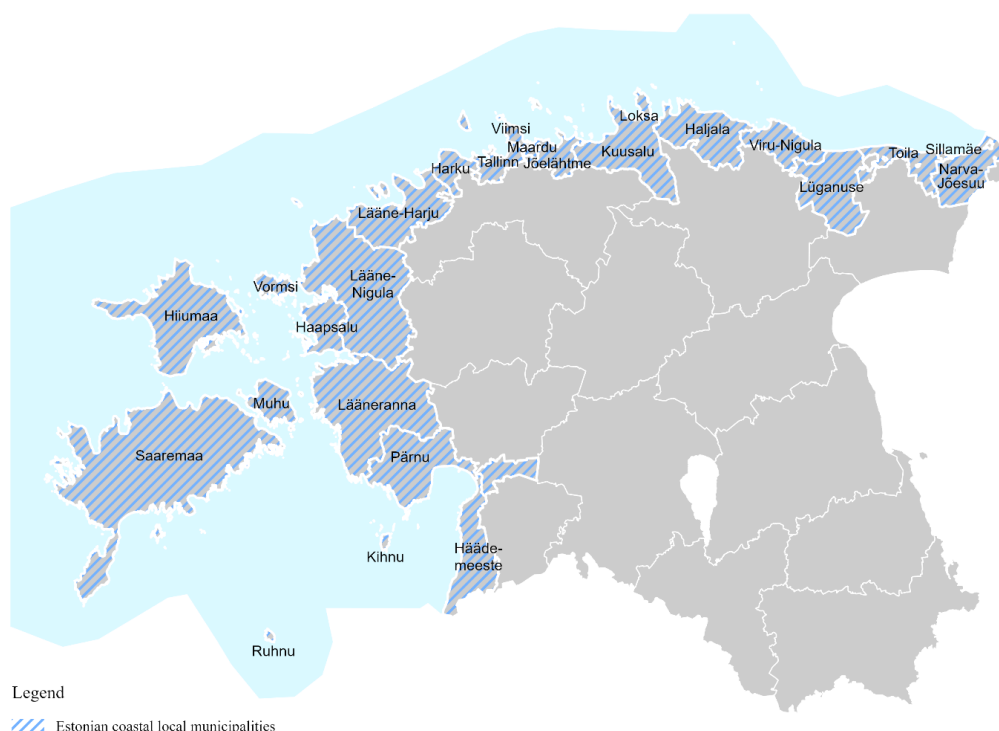 Loksa
Viimsi
Haljala
Maardu
Viru-Nigula
Kuusalu
Sillamäe
Toila
Tallinn
Jõelähtme
Harku
Narva-
Jõesuu
Lüganuse
Lääne-Harju
Lääne-
Nigula
Vormsi
Hiiumaa
Haapsalu
Muhu
Lääneranna
Saaremaa
Pärnu
Kihnu
Hääde-
meeste
Ruhnu
Legend
Estonian coastal local municipalities